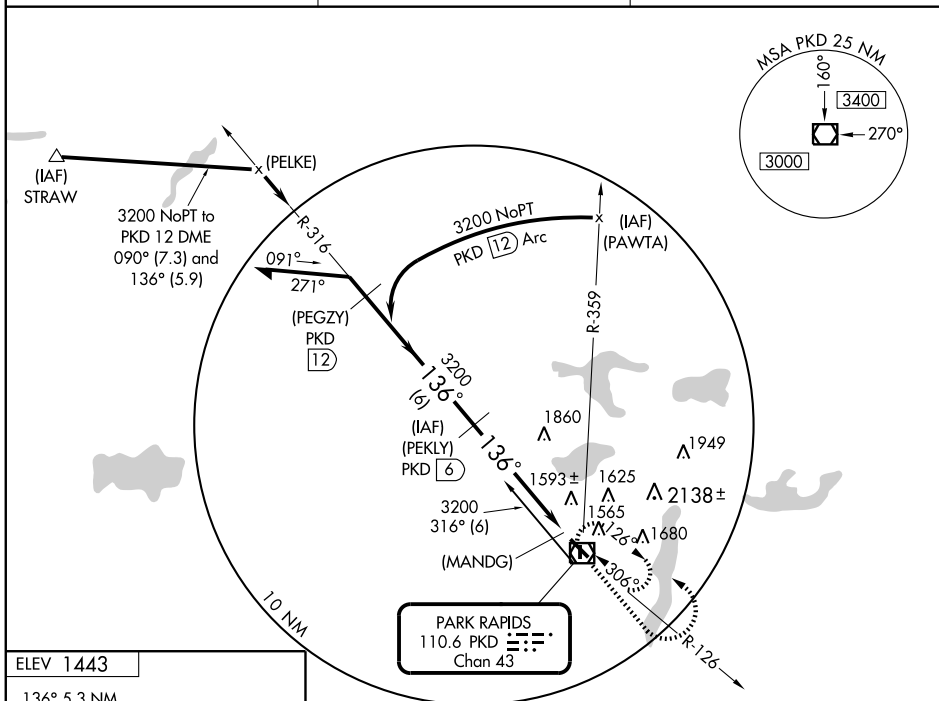 MSA PKD 25 NM
160°
3400
270°
3000
(IAF)
STRAW
(PELKE)
3200 NoPT to
PKD 12 DME
090° (7.3) and
136° (5.9)
R-316
3200 NoPT
PKD 12 Arc
(IAF)
(PAWTA)
091°
271°
(PEGZY)
PKD
12
R-359
3200
136°
(6)
(IAF)
(PEKLY)
PKD 6
136°
1860
1949
1593±
1625
2138±
1565
1680
126°
3200
316° (6)
(MANDG)
306°
R-126
10 NM
PARK RAPIDS
110.6 PKD
Chan 43
ELEV 1443
136° 5.3 NM